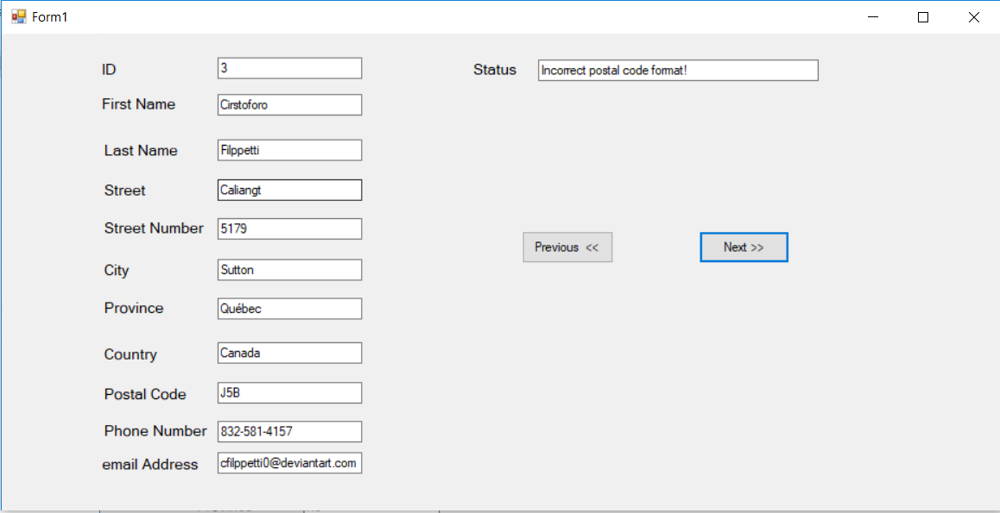 Form1
ID 3
Status Incorrect postal code format!
First Name Cirstoforo
Last Name Filppetti
Street Caliangt
Street Number 5179
City Sutton
Previous << Next >>
Province Québec
Country Canada
Postal Code J5B
Phone Number 832-581-4157
email Address cfilppetti0@deviantart.com